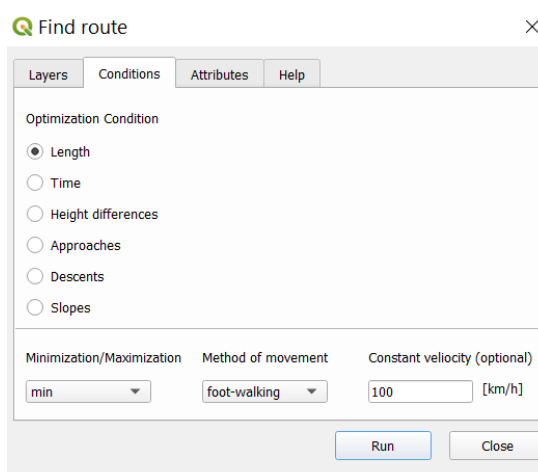 Find route
Layers Conditions Attributes Help
Optimization Condition
Length
Time
Height differences
Approaches
Descents
Slopes
Minimization/Maximization Method of movement Constant veliocity (optional)
min foot-walking 100 [km/h]
Run Close